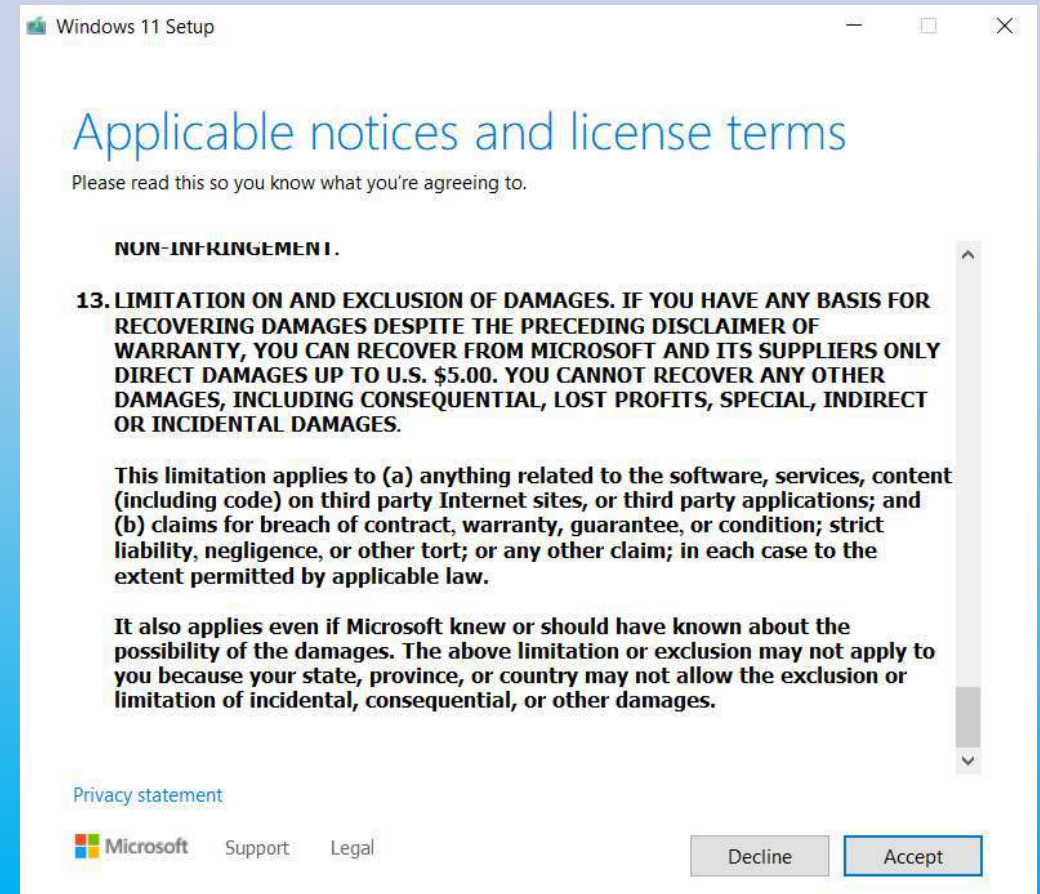 Windows 11 Setup
Applicable notices and license terms
Please read this so you know what you're agreeing to.
NON-INFRINGEMENT.
13. LIMITATION ON AND EXCLUSION OF DAMAGES. IF YOU HAVE ANY BASIS FOR
RECOVERING DAMAGES DESPITE THE PRECEDING DISCLAIMER OF
WARRANTY, YOU CAN RECOVER FROM MICROSOFT AND ITS SUPPLIERS ONLY
DIRECT DAMAGES UP TO U.S. $5.00. YOU CANNOT RECOVER ANY OTHER
DAMAGES, INCLUDING CONSEQUENTIAL, LOST PROFITS, SPECIAL, INDIRECT
OR INCIDENTAL DAMAGES.
This limitation applies to (a) anything related to the software, services, content
(including code) on third party Internet sites, or third party applications; and
(b) claims for breach of contract, warranty, guarantee, or condition; strict
liability, negligence, or other tort; or any other claim; in each case to the
extent permitted by applicable law.
It also applies even if Microsoft knew or should have known about the
possibility of the damages. The above limitation or exclusion may not apply to
you because your state, province, or country may not allow the exclusion or
limitation of incidental, consequential, or other damages.
Privacy statement
Microsoft Support Legal Decline Accept